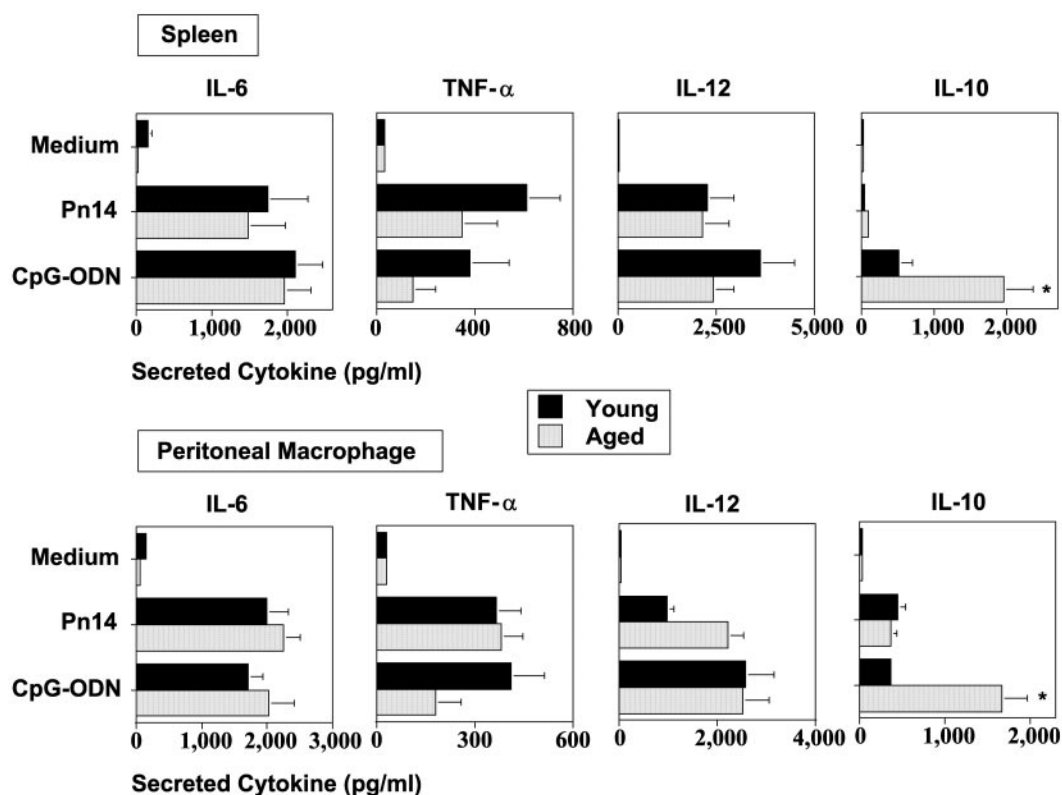 Spleen
IL-6 TNF-α IL-12 IL-10
Medium
Pn14
CpG-ODN
0 1,000 2,000 0 400 800 0 2,500 5,000 0 1,000 2,000
*
Secreted Cytokine (pg/ml)
Young
Aged
Peritoneal Macrophage
IL-6 TNF-α IL-12 IL-10
Medium
Pn14
CpG-ODN
*
0 1,000 2,000 3,000 0 300 600 0 2,000 4,000 0 1,000 2,000
Secreted Cytokine (pg/ml)